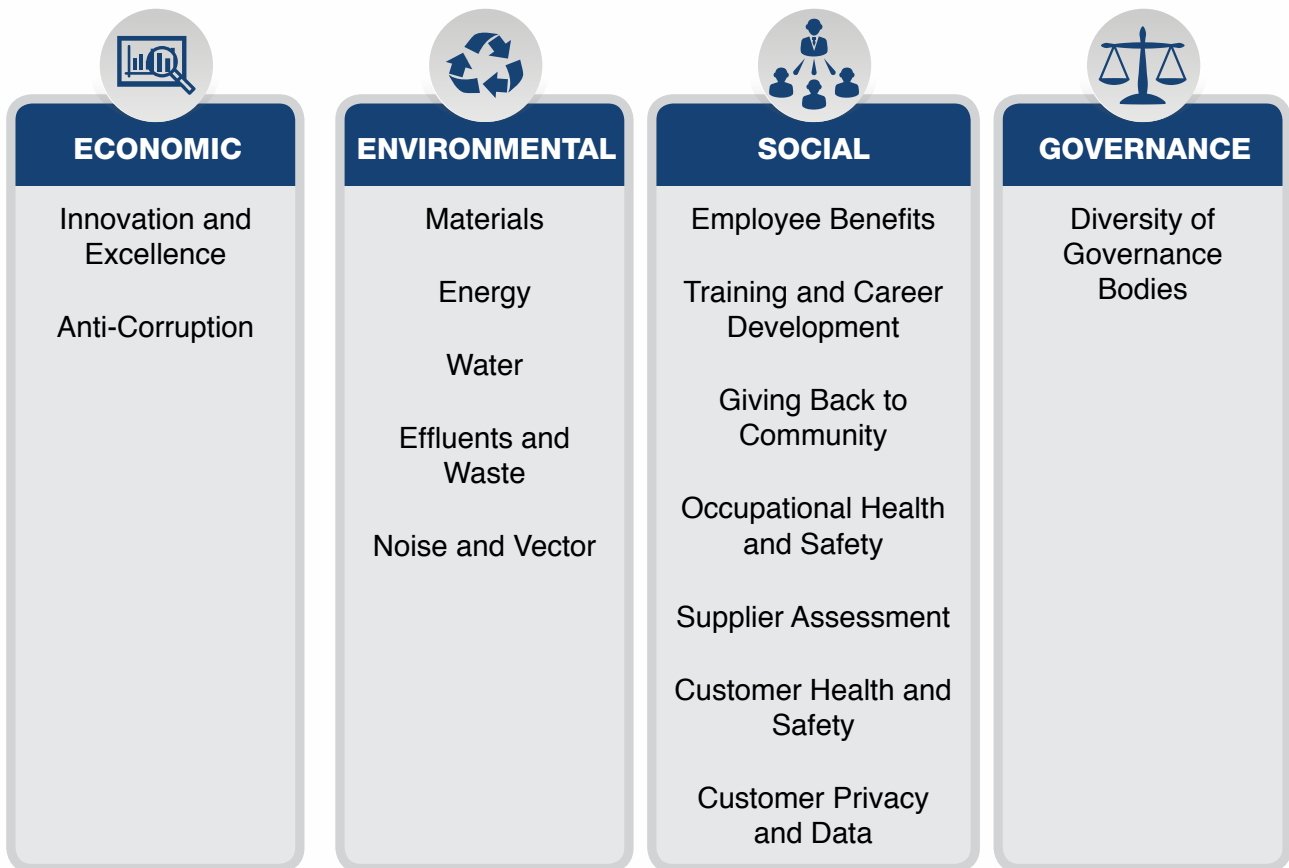 ECONOMIC
Innovation and
Excellence
Anti-Corruption
ENVIRONMENTAL
Materials
Energy
Water
Effluents and
Waste
Noise and Vector
SOCIAL
Employee Benefits
Training and Career
Development
Giving Back to
Community
Occupational Health
and Safety
Supplier Assessment
Customer Health and
Safety
Customer Privacy
and Data
GOVERNANCE
Diversity of
Governance
Bodies